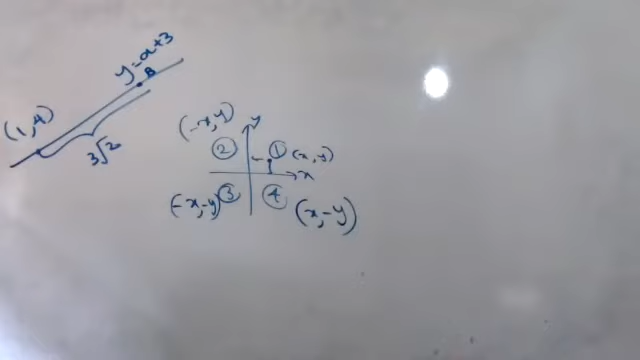 y=x+3
B
(1,4)
3√2
(-x,y)
y
② ① (x,y)
x
(-x,-y) ③ ④ (x,-y)